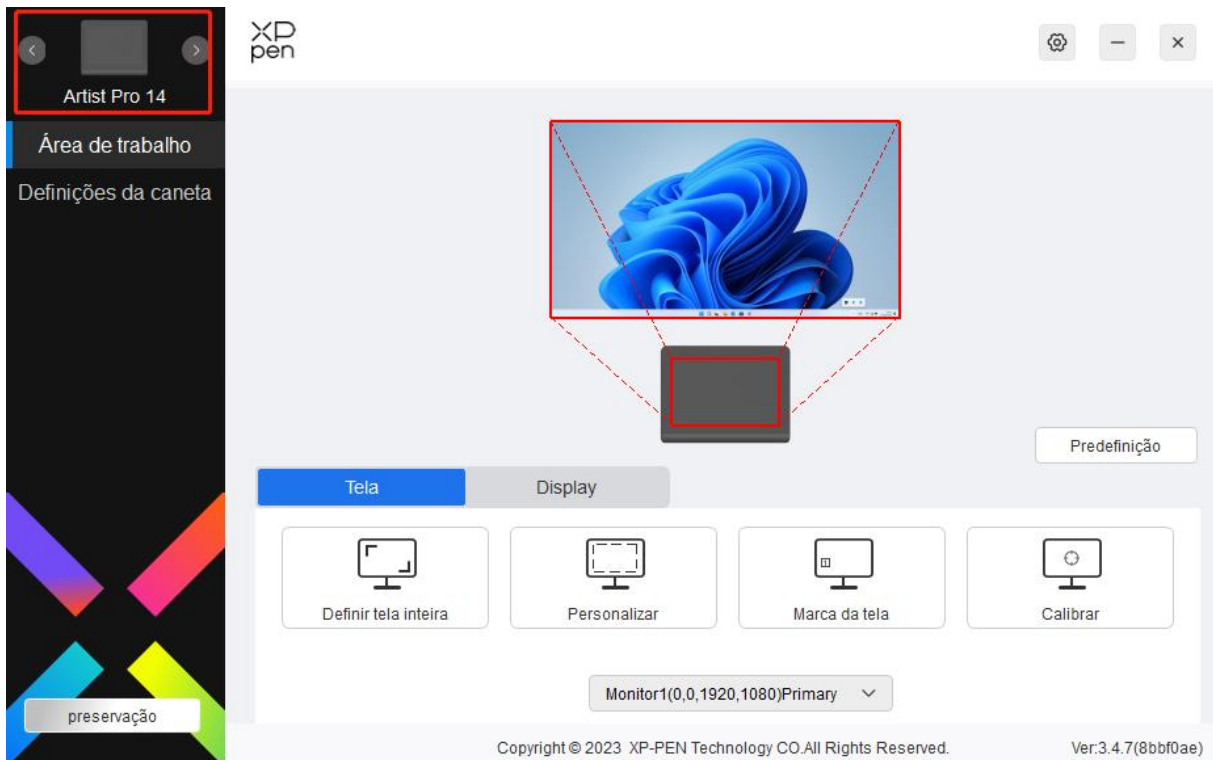 XP
pen
Artist Pro 14
Área de trabalho
Definições da caneta
Predefinição
Tela
Display
Definir tela inteira
Personalizar
Marca da tela
Calibrar
Monitor1(0,0,1920,1080)Primary
preservação
Copyright © 2023 XP-PEN Technology CO.All Rights Reserved.
Ver:3.4.7(8bbf0ae)